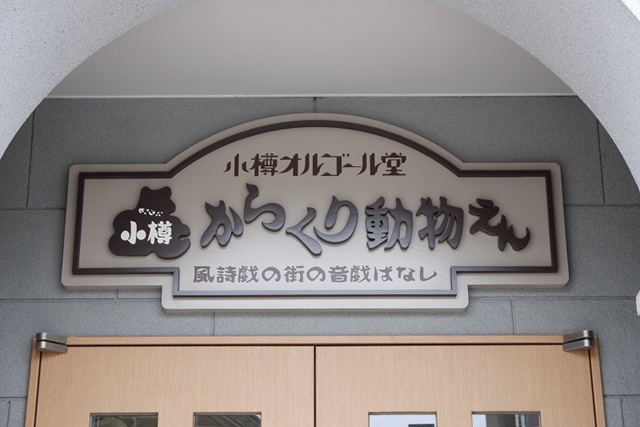 小樽オルゴール堂
小樽
からくり動物えん
風詩戯の街の音戯ばなし